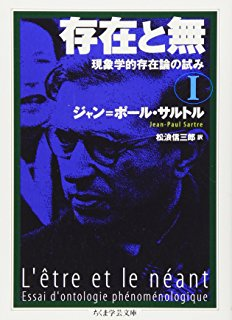 存在と無
現象学的存在論の試み
I
ジャン=ポール・サルトル
Jean-Paul Sartre
松浪信三郎 訳
L'être et le néant
Essai d'ontologie phénoménologique
ちくま学芸文庫